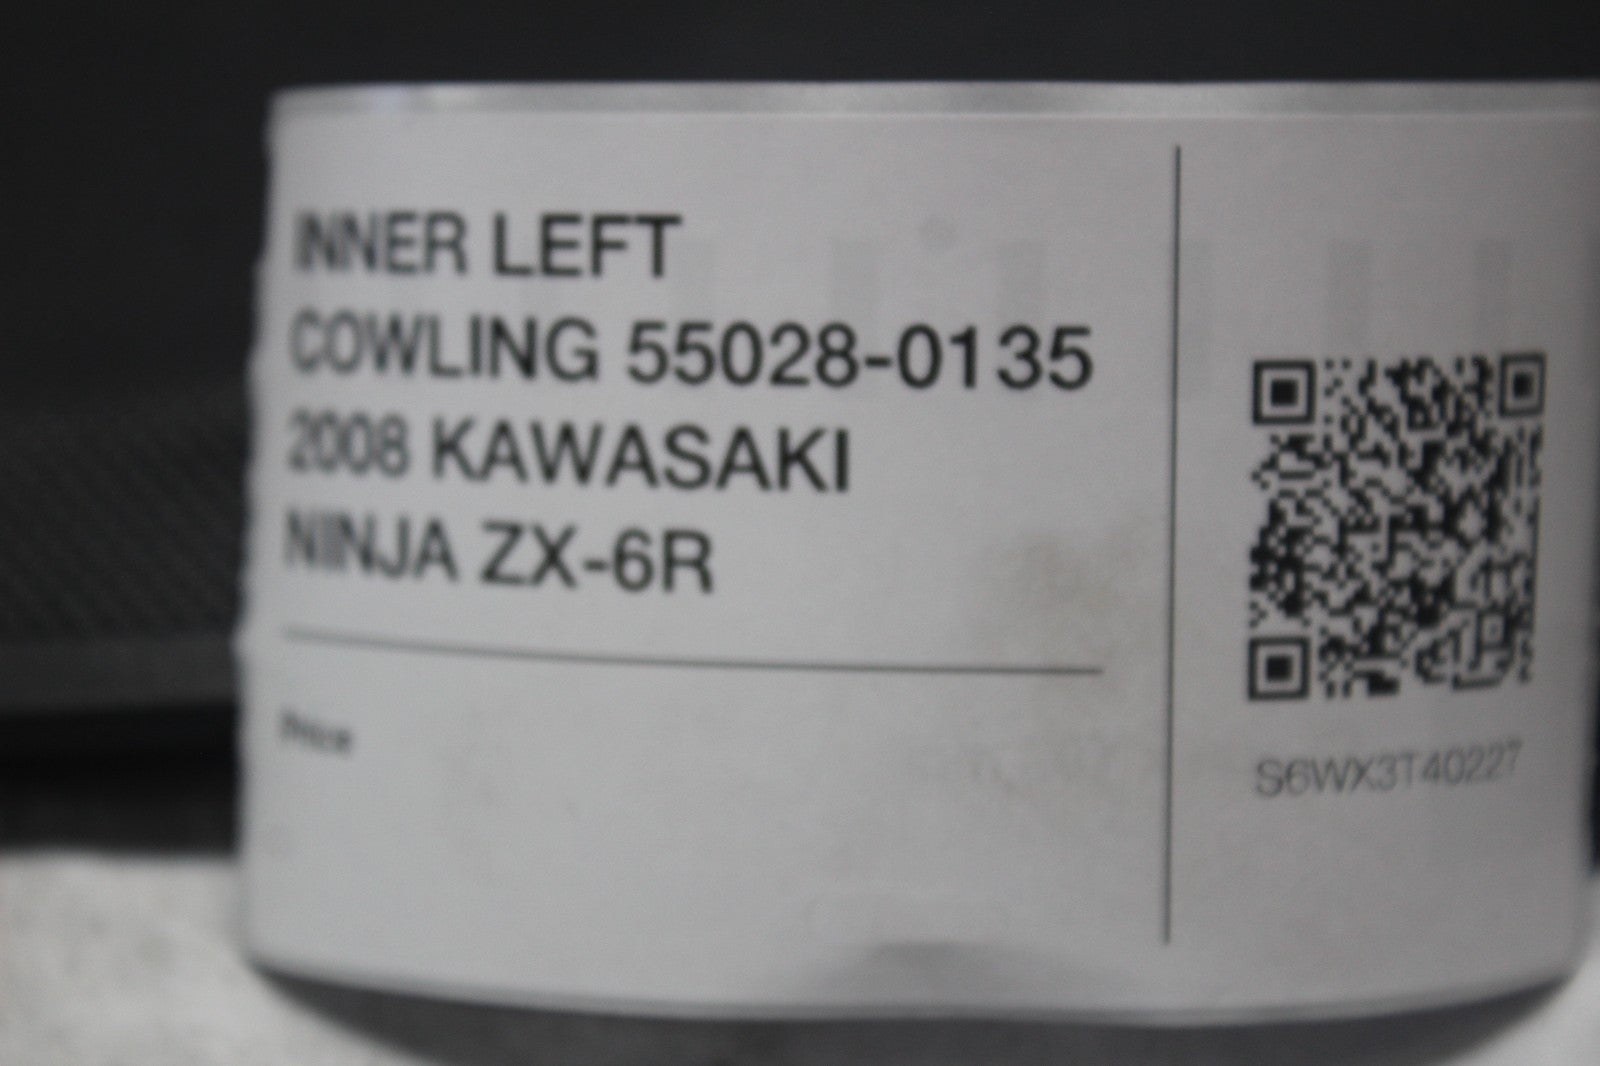 INNER LEFT
COWLING 55028-0135
2008 KAWASAKI
NINJA ZX-6R
Price
S6WX3T40227